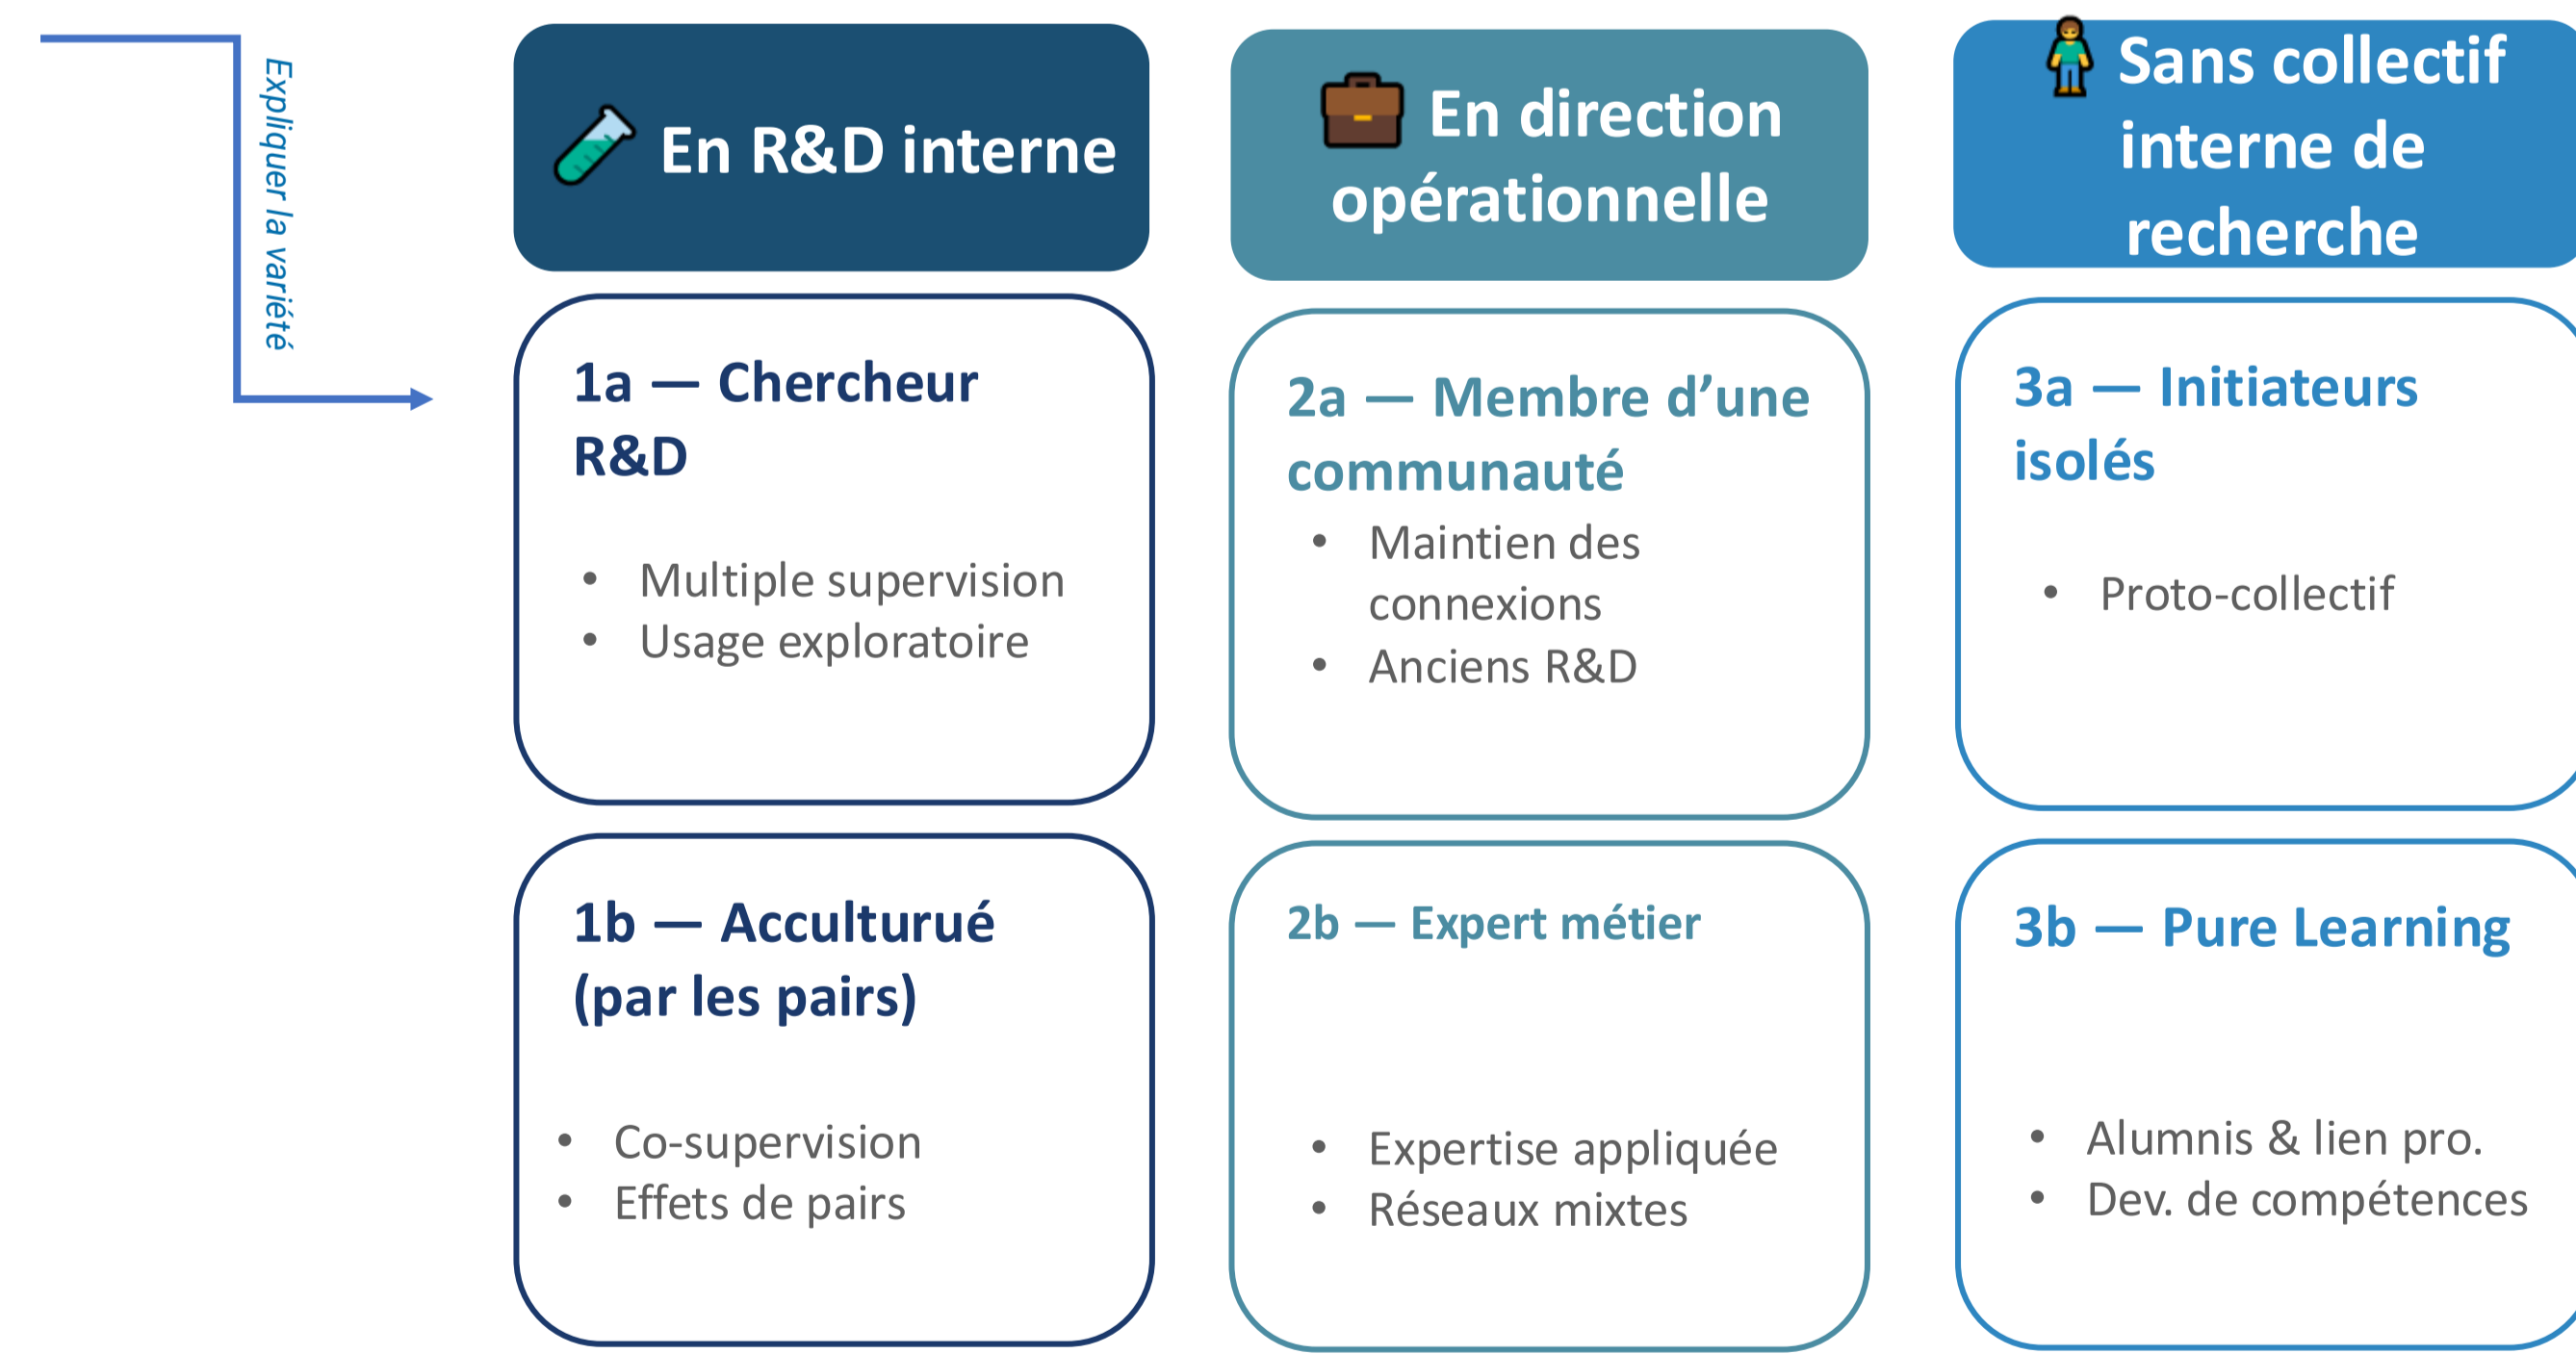 Expliquer la variété
En R&D interne
1a — Chercheur
R&D
• Multiple supervision
• Usage exploratoire
1b — Acculturué
(par les pairs)
• Co-supervision
• Effets de pairs
En direction
opérationnelle
2a — Membre d’une
communauté
• Maintien des
connexions
• Anciens R&D
2b — Expert métier
• Expertise appliquée
• Réseaux mixtes
Sans collectif
interne de
recherche
3a — Initiateurs
isolés
• Proto-collectif
3b — Pure Learning
• Alumnis & lien pro.
• Dev. de compétences